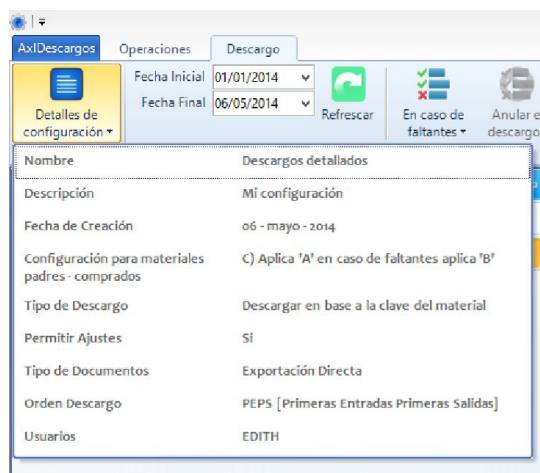 AxlDescargos Operaciones Descargo
Fecha Inicial 01/01/2014
Fecha Final 06/05/2014
Detalles de
configuración
Refrescar
En caso de
faltantes
Anular e
descargo
Nombre Descargos detallados
Descripción Mi configuración
Fecha de Creación 06 - mayo - 2014
Configuración para materiales
padres - comprados
C) Aplica 'A' en caso de faltantes aplica 'B'
Tipo de Descargo Descargar en base a la clave del material
Permitir Ajustes Si
Tipo de Documentos Exportación Directa
Orden Descargo PEPS [Primeras Entradas Primeras Salidas]
Usuarios EDITH